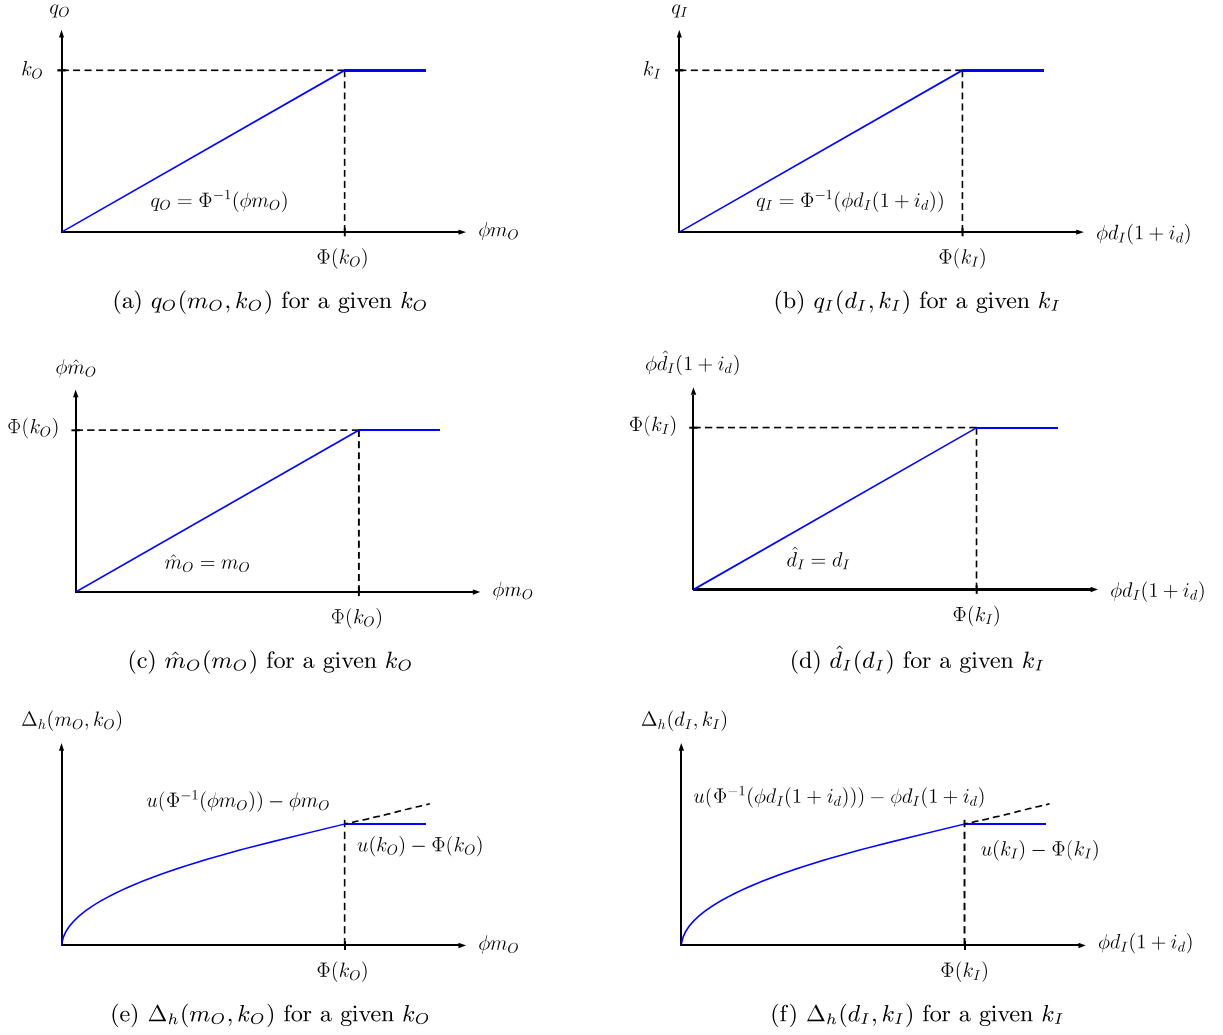 q_O
k_O
q_O = Φ⁻¹(ϕm_O)
ϕm_O
Φ(k_O)
(a) q_O(m_O, k_O) for a given k_O
q_I
k_I
q_I = Φ⁻¹(ϕd_I(1 + i_d))
ϕd_I(1 + i_d)
Φ(k_I)
(b) q_I(d_I, k_I) for a given k_I
ϕm̂_O
Φ(k_O)
m̂_O = m_O
ϕm_O
Φ(k_O)
(c) m̂_O(m_O) for a given k_O
ϕd̂_I(1 + i_d)
Φ(k_I)
d̂_I = d_I
ϕd_I(1 + i_d)
Φ(k_I)
(d) d̂_I(d_I) for a given k_I
Δ_h(m_O, k_O)
u(Φ⁻¹(ϕm_O)) − ϕm_O
u(k_O) − Φ(k_O)
ϕm_O
Φ(k_O)
(e) Δ_h(m_O, k_O) for a given k_O
Δ_h(d_I, k_I)
u(Φ⁻¹(ϕd_I(1 + i_d))) − ϕd_I(1 + i_d)
u(k_I) − Φ(k_I)
ϕd_I(1 + i_d)
Φ(k_I)
(f) Δ_h(d_I, k_I) for a given k_I